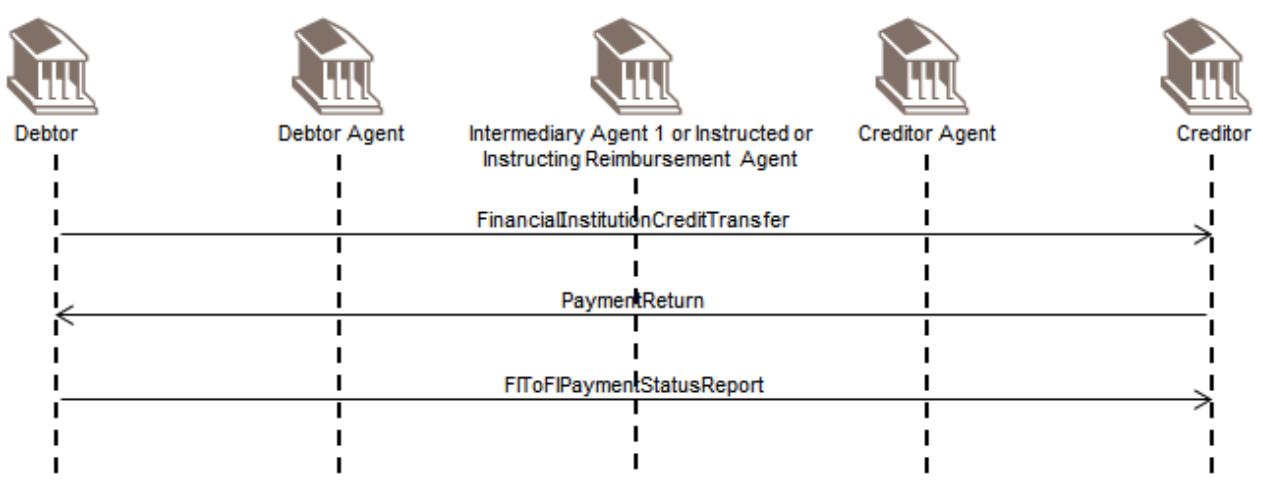 Debtor
Debtor Agent
Intermediary Agent 1 or Instructed or
Instructing Reimbursement Agent
Creditor Agent
Creditor
FinancialInstitutionCreditTransfer
PaymentReturn
FIToFIPaymentStatusReport